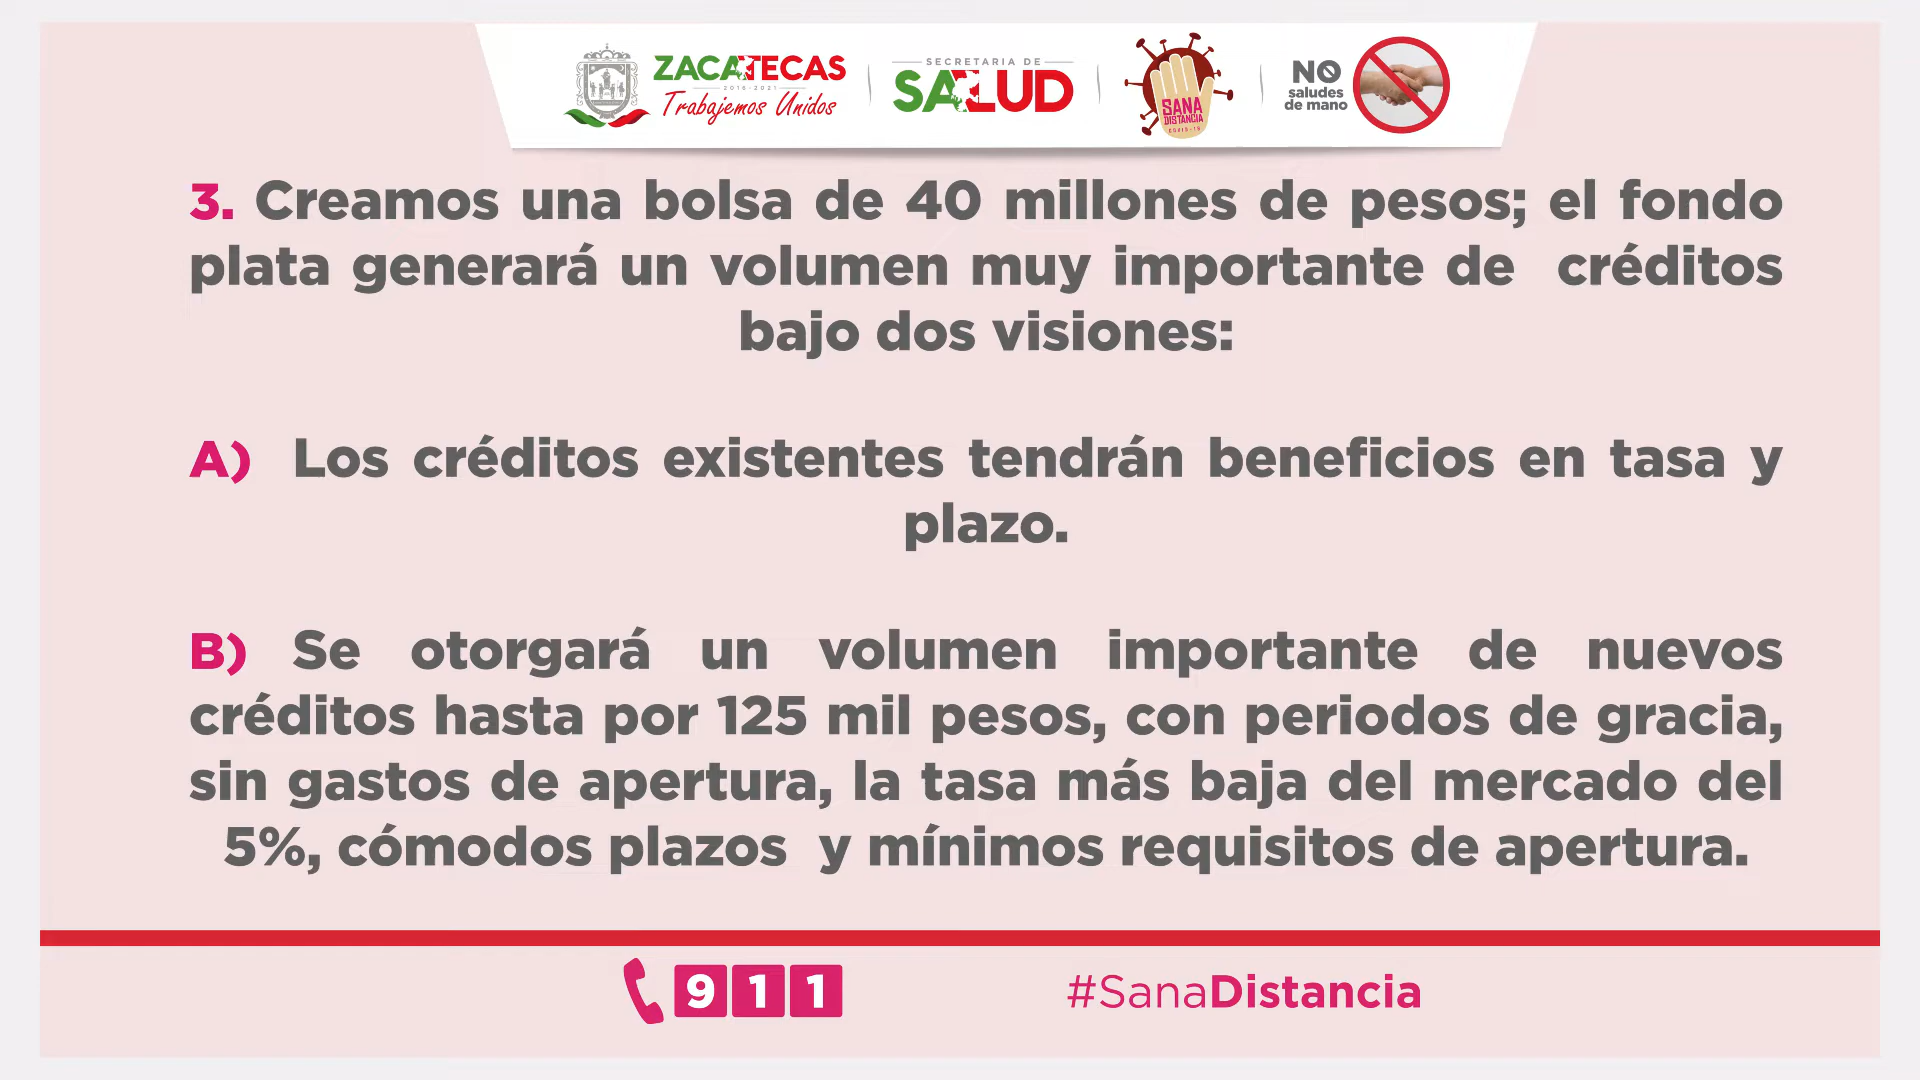 ZACATECAS
2016-2021
Trabajemos Unidos
SECRETARIA DE
SALUD
SANA
DISTANCIA
COVID-19
NO
saludes
de mano
3. Creamos una bolsa de 40 millones de pesos; el fondo
plata generará un volumen muy importante de créditos
bajo dos visiones:
A) Los créditos existentes tendrán beneficios en tasa y
plazo.
B) Se otorgará un volumen importante de nuevos
créditos hasta por 125 mil pesos, con periodos de gracia,
sin gastos de apertura, la tasa más baja del mercado del
5%, cómodos plazos y mínimos requisitos de apertura.
911
#SanaDistancia